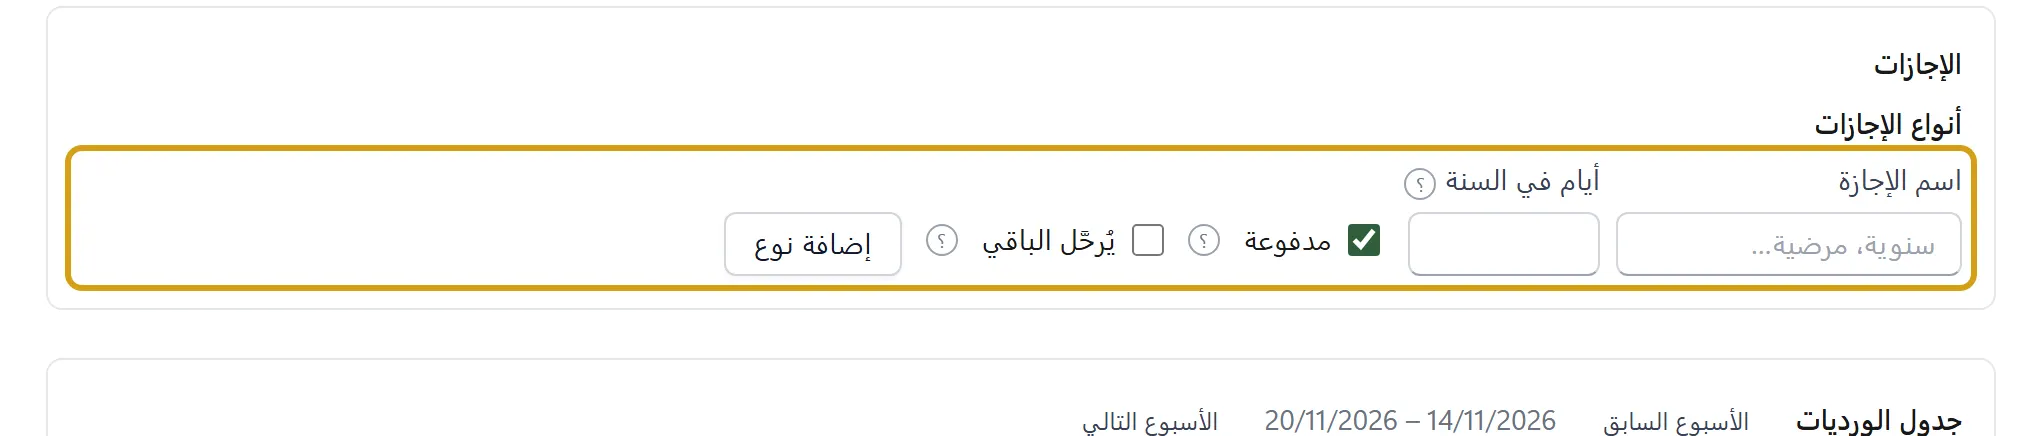 الإجازات
أنواع الإجازات
اسم الإجازة أيام في السنة ؟
سنوية، مرضية... مدفوعة ؟ يُرحَّل الباقي ؟ إضافة نوع
جدول الورديات الأسبوع السابق 14/11/2026 – 20/11/2026 الأسبوع التالي